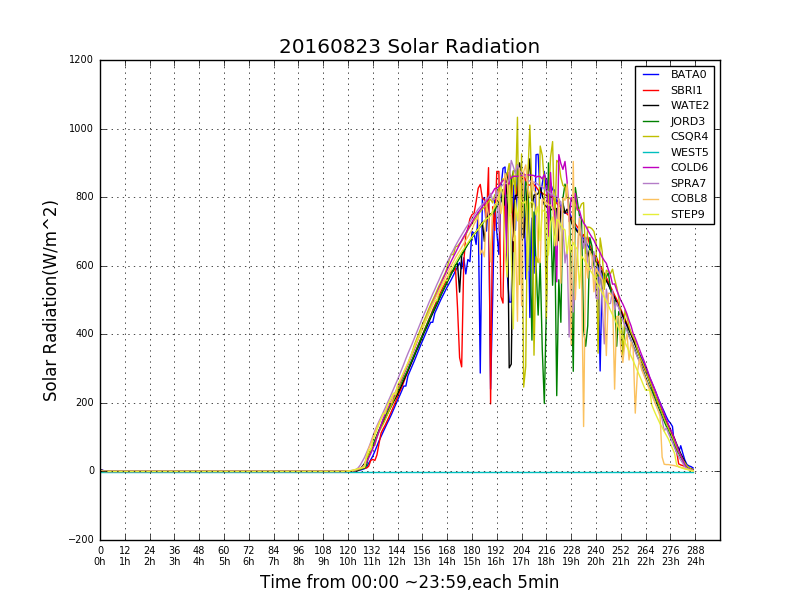 20160823 Solar Radiation
1200
1000
800
600
400
200
0
−200
Solar Radiation(W/m^2)
BATA0
SBRI1
WATE2
JORD3
CSQR4
WEST5
COLD6
SPRA7
COBL8
STEP9
0 12 24 36 48 60 72 84 96 108 120 132 144 156 168 180 192 204 216 228 240 252 264 276 288
0h 1h 2h 3h 4h 5h 6h 7h 8h 9h 10h 11h 12h 13h 14h 15h 16h 17h 18h 19h 20h 21h 22h 23h 24h
Time from 00:00 ~23:59,each 5min